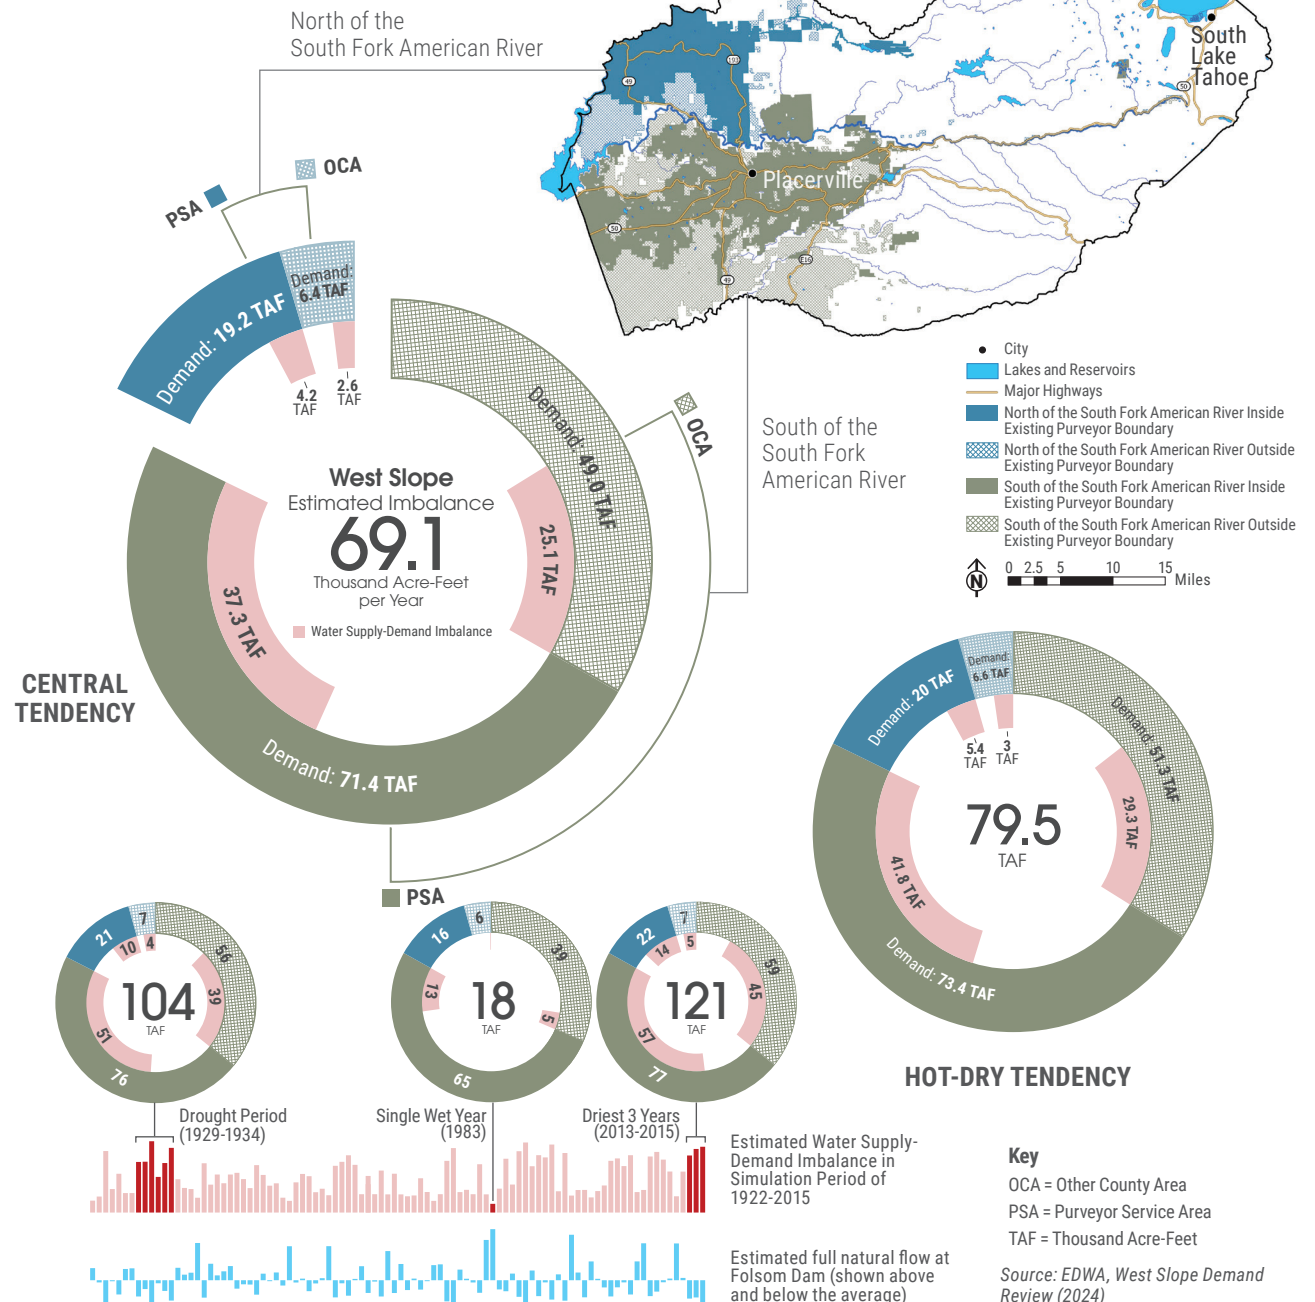 North of the
South Fork American River
South
Lake
Tahoe
193
49
50
Placerville
50
E16
49
OCA
PSA
Demand:
6.4 TAF
Demand: 19.2 TAF
4.2
TAF
2.6
TAF
Demand: 49.0 TAF
OCA
South of the
South Fork
American River
West Slope
Estimated Imbalance
69.1
Thousand Acre-Feet
per Year
Water Supply-Demand Imbalance
25.1 TAF
37.3 TAF
Demand: 71.4 TAF
CENTRAL
TENDENCY
PSA
City
Lakes and Reservoirs
Major Highways
North of the South Fork American River Inside
Existing Purveyor Boundary
North of the South Fork American River Outside
Existing Purveyor Boundary
South of the South Fork American River Inside
Existing Purveyor Boundary
South of the South Fork American River Outside
Existing Purveyor Boundary
N
0 2.5 5 10 15
Miles
Demand:
6.6 TAF
Demand: 20 TAF
5.4
TAF
3
TAF
Demand: 51.3 TAF
29.3 TAF
79.5
TAF
41.8 TAF
Demand: 73.4 TAF
HOT-DRY TENDENCY
21
7
10
4
56
39
104
TAF
51
76
16
6
39
13
18
TAF
5
65
22
7
14
5
59
45
121
TAF
57
77
Drought Period
(1929-1934)
Single Wet Year
(1983)
Driest 3 Years
(2013-2015)
Estimated Water Supply-
Demand Imbalance in
Simulation Period of
1922-2015
Estimated full natural flow at
Folsom Dam (shown above
and below the average)
Key
OCA = Other County Area
PSA = Purveyor Service Area
TAF = Thousand Acre-Feet
Source: EDWA, West Slope Demand
Review (2024)